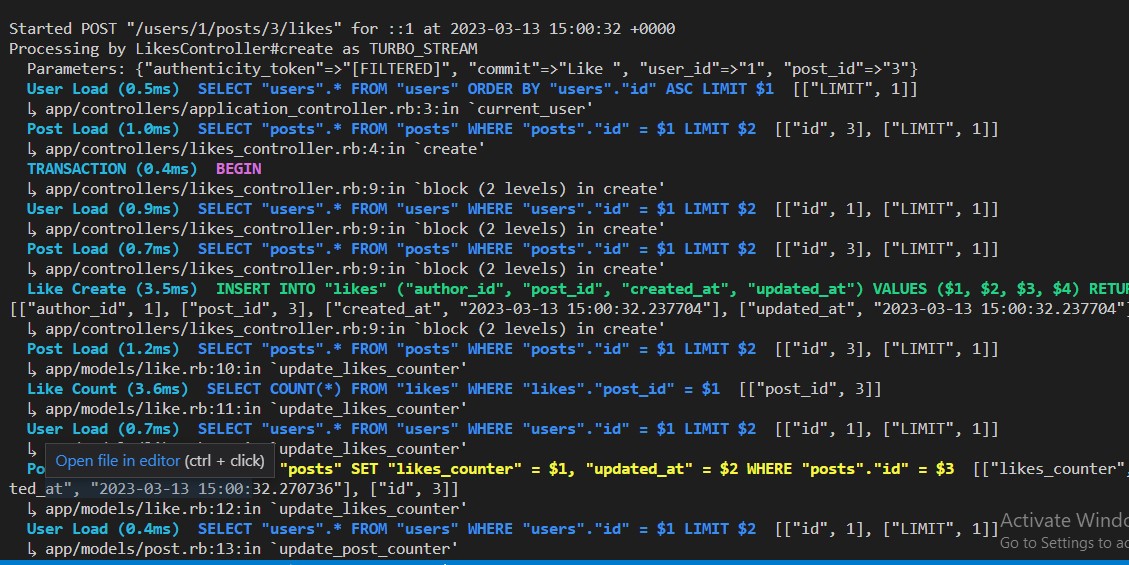 Started POST "/users/1/posts/3/likes" for ::1 at 2023-03-13 15:00:32 +0000
Processing by LikesController#create as TURBO_STREAM
Parameters: {"authenticity_token"=>"[FILTERED]", "commit"=>"Like ", "user_id"=>"1", "post_id"=>"3"}
User Load (0.5ms) SELECT "users".* FROM "users" ORDER BY "users"."id" ASC LIMIT $1 [["LIMIT", 1]]
↳ app/controllers/application_controller.rb:3:in `current_user'
Post Load (1.0ms) SELECT "posts".* FROM "posts" WHERE "posts"."id" = $1 LIMIT $2 [["id", 3], ["LIMIT", 1]]
↳ app/controllers/likes_controller.rb:4:in `create'
TRANSACTION (0.4ms) BEGIN
↳ app/controllers/likes_controller.rb:9:in `block (2 levels) in create'
User Load (0.9ms) SELECT "users".* FROM "users" WHERE "users"."id" = $1 LIMIT $2 [["id", 1], ["LIMIT", 1]]
↳ app/controllers/likes_controller.rb:9:in `block (2 levels) in create'
Post Load (0.7ms) SELECT "posts".* FROM "posts" WHERE "posts"."id" = $1 LIMIT $2 [["id", 3], ["LIMIT", 1]]
↳ app/controllers/likes_controller.rb:9:in `block (2 levels) in create'
Like Create (3.5ms) INSERT INTO "likes" ("author_id", "post_id", "created_at", "updated_at") VALUES ($1, $2, $3, $4) RETUR
[["author_id", 1], ["post_id", 3], ["created_at", "2023-03-13 15:00:32.237704"], ["updated_at", "2023-03-13 15:00:32.237704"]
↳ app/controllers/likes_controller.rb:9:in `block (2 levels) in create'
Post Load (1.2ms) SELECT "posts".* FROM "posts" WHERE "posts"."id" = $1 LIMIT $2 [["id", 3], ["LIMIT", 1]]
↳ app/models/like.rb:10:in `update_likes_counter'
Like Count (3.6ms) SELECT COUNT(*) FROM "likes" WHERE "likes"."post_id" = $1 [["post_id", 3]]
↳ app/models/like.rb:11:in `update_likes_counter'
User Load (0.7ms) SELECT "users".* FROM "users" WHERE "users"."id" = $1 LIMIT $2 [["id", 1], ["LIMIT", 1]]
↳ `update_likes_counter'
Open file in editor (ctrl + click)
Po "posts" SET "likes_counter" = $1, "updated_at" = $2 WHERE "posts"."id" = $3 [["likes_counter",
ted_at", "2023-03-13 15:00:32.270736"], ["id", 3]]
↳ app/models/like.rb:12:in `update_likes_counter'
User Load (0.4ms) SELECT "users".* FROM "users" WHERE "users"."id" = $1 LIMIT $2 [["id", 1], ["LIMIT", 1]]
Activate Windo
↳ app/models/post.rb:13:in `update_post_counter'
Go to Settings to ac